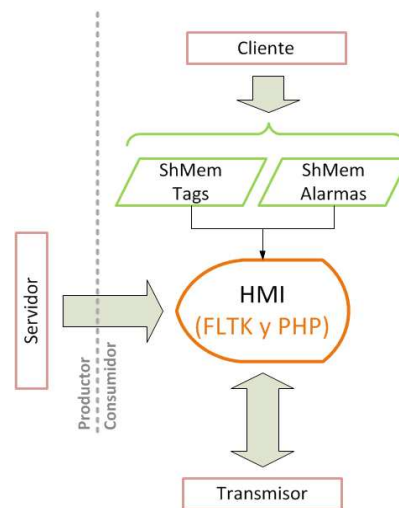 Cliente
ShMem
Tags
ShMem
Alarmas
HMI
(FLTK y PHP)
Servidor
Productor
Consumidor
Transmisor